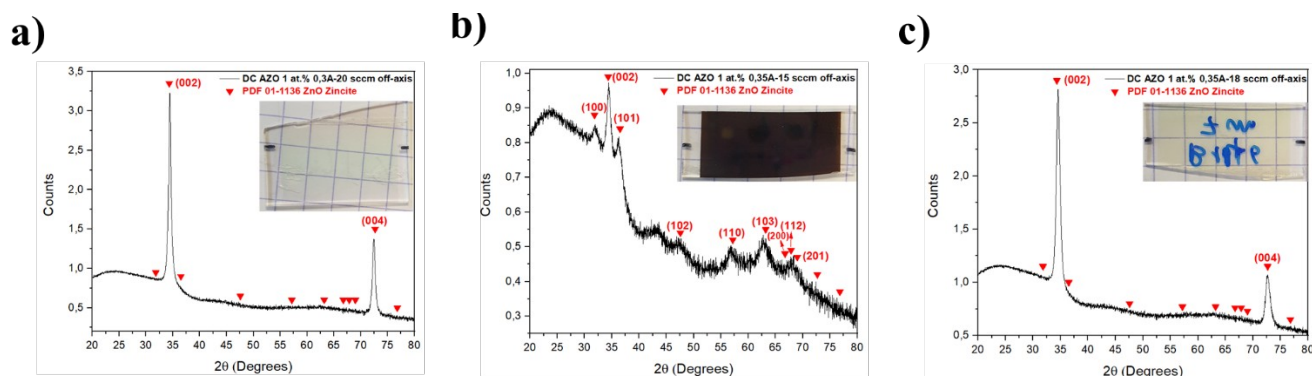 a)
3,5
3,0
2,5
2,0
1,5
1,0
0,5
Counts
20 25 30 35 40 45 50 55 60 65 70 75 80
2θ (Degrees)
(002)
(004)
DC AZO 1 at.% 0,3A-20 sccm off-axis
PDF 01-1136 ZnO Zincite
b)
1,0
0,9
0,8
0,7
0,6
0,5
0,4
0,3
Counts
20 25 30 35 40 45 50 55 60 65 70 75 80
2θ (Degrees)
(100)
(002)
(101)
(102)
(110)
(103)
(200)
(112)
(201)
DC AZO 1 at.% 0,35A-15 sccm off-axis
PDF 01-1136 ZnO Zincite
c)
3,0
2,5
2,0
1,5
1,0
0,5
Counts
20 25 30 35 40 45 50 55 60 65 70 75 80
2θ (Degrees)
(002)
(004)
DC AZO 1 at.% 0,35A-18 sccm off-axis
PDF 01-1136 ZnO Zincite